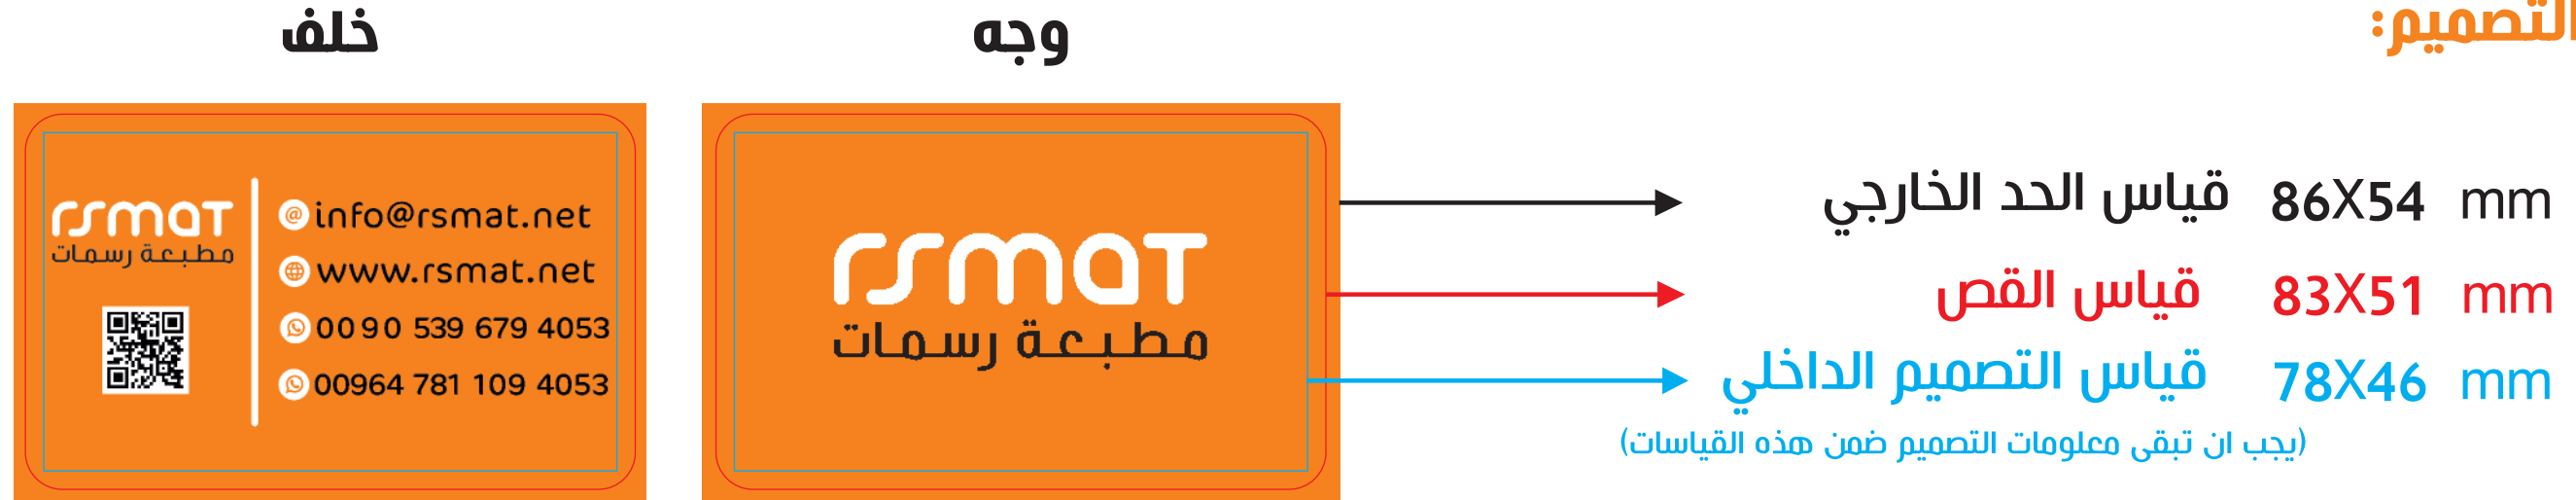 التصميم:
وجه
خلف
86X54 mm قياس الحد الخارجي
83X51 mm قياس القص
78X46 mm قياس التصميم الداخلي
(يجب ان تبقى معلومات التصميم ضمن هذه القياسات)
rsmat
مطبعة رسمات
rsmat
مطبعة رسمات
@ info@rsmat.net
www.rsmat.net
0090 539 679 4053
00964 781 109 4053